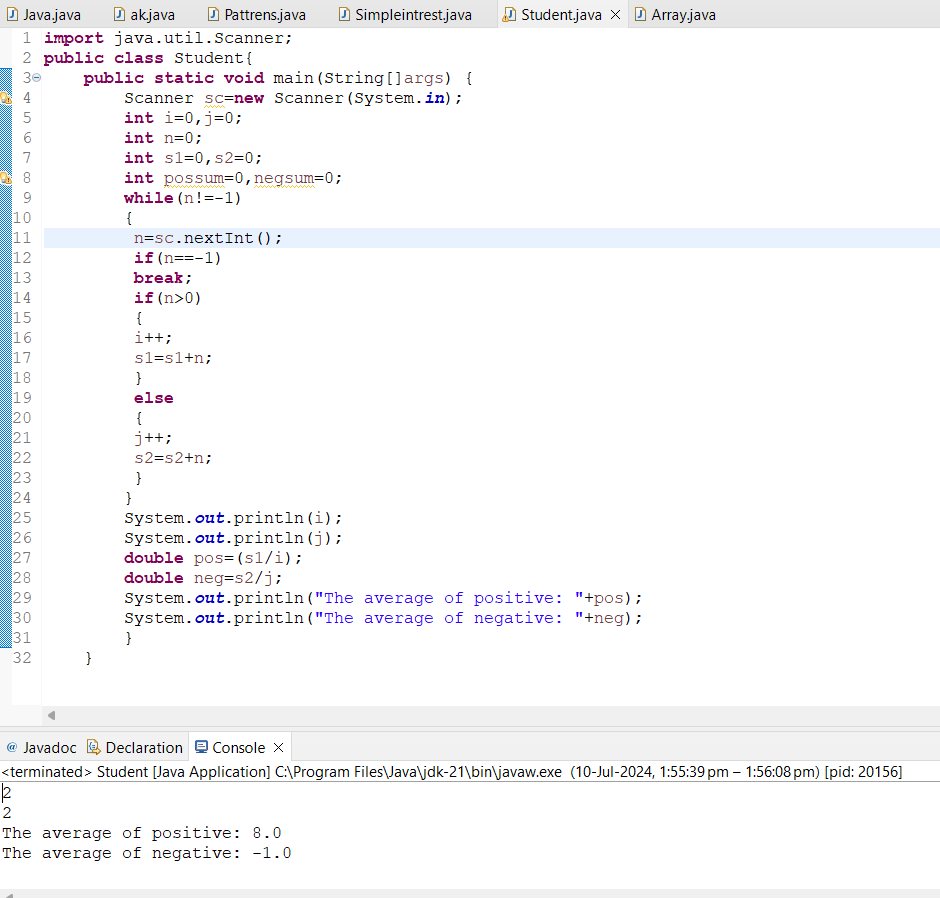 Java.java ak.java Pattrens.java Simpleintrest.java Student.java Array.java
1 import java.util.Scanner;
2 public class Student{
3 public static void main(String[]args) {
4 Scanner sc=new Scanner(System.in);
5 int i=0,j=0;
6 int n=0;
7 int s1=0,s2=0;
8 int possum=0,negsum=0;
9 while(n!=-1)
10 {
11 n=sc.nextInt();
12 if(n==-1)
13 break;
14 if(n>0)
15 {
16 i++;
17 s1=s1+n;
18 }
19 else
20 {
21 j++;
22 s2=s2+n;
23 }
24 }
25 System.out.println(i);
26 System.out.println(j);
27 double pos=(s1/i);
28 double neg=s2/j;
29 System.out.println("The average of positive: "+pos);
30 System.out.println("The average of negative: "+neg);
31 }
32 }
@ Javadoc Declaration Console
<terminated> Student [Java Application] C:\Program Files\Java\jdk-21\bin\javaw.exe (10-Jul-2024, 1:55:39 pm – 1:56:08 pm) [pid: 20156]
2
2
The average of positive: 8.0
The average of negative: -1.0